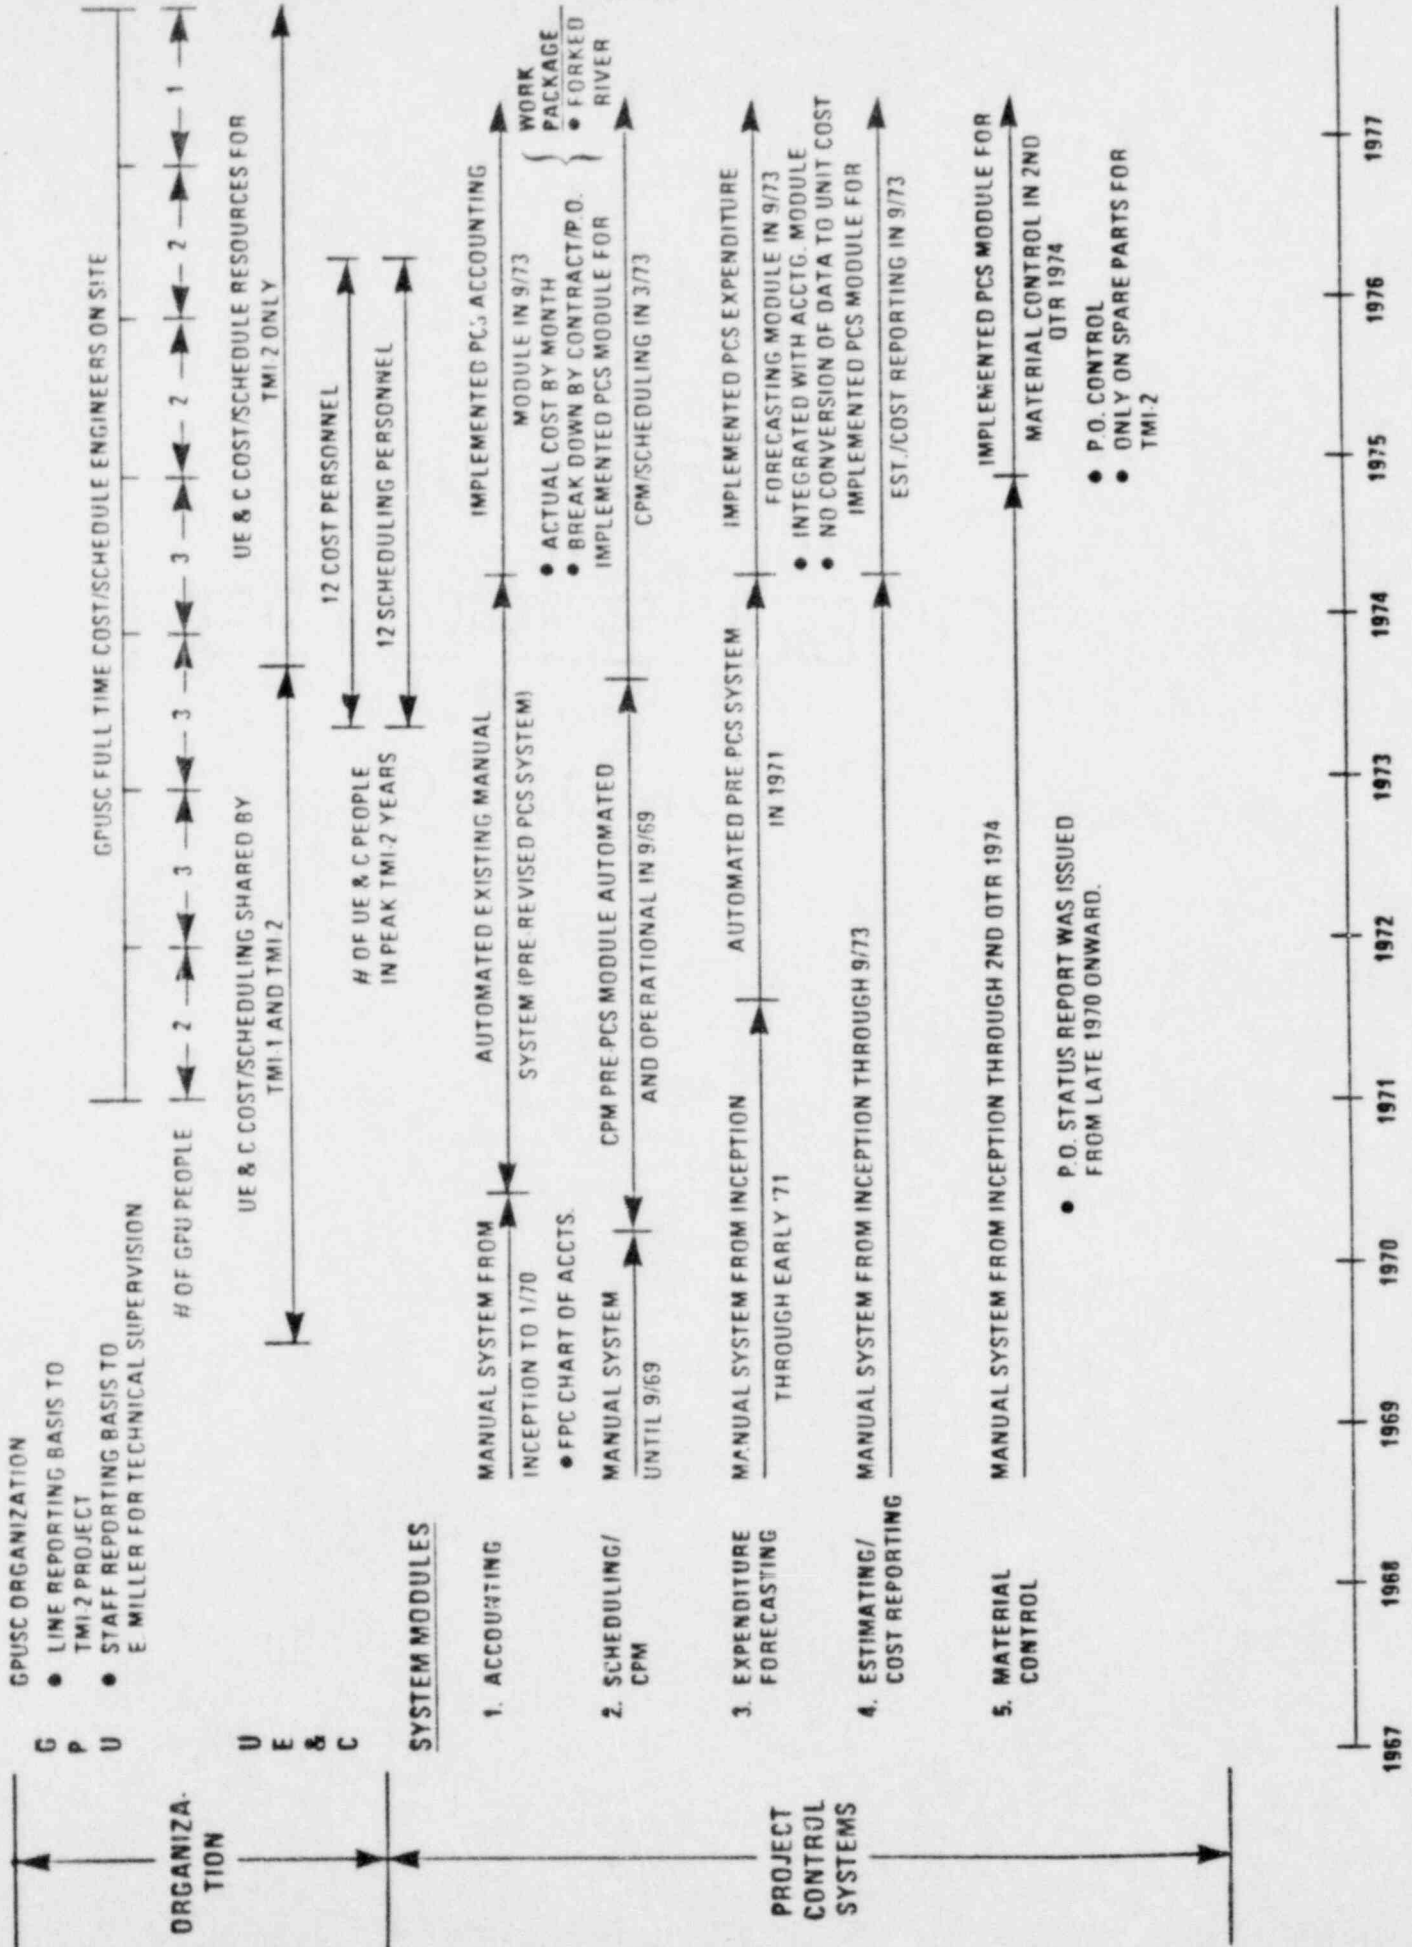 GPUSC ORGANIZATION
● LINE REPORTING BASIS TO
TMI-2 PROJECT
● STAFF REPORTING BASIS TO
E. MILLER FOR TECHNICAL SUPERVISION
G
P
U
GPUSC FULL TIME COST/SCHEDULE ENGINEERS ON SITE
# OF GPU PEOPLE
2 3 3 3 2 2 1
ORGANIZA-
TION
U
E
&
C
UE & C COST/SCHEDULING SHARED BY
TMI-1 AND TMI 2
UE & C COST/SCHEDULE RESOURCES FOR
TMI-2 ONLY
# OF UE & C PEOPLE
IN PEAK TMI-2 YEARS
12 COST PERSONNEL
12 SCHEDULING PERSONNEL
SYSTEM MODULES
PROJECT
CONTROL
SYSTEMS
1. ACCOUNTING
MANUAL SYSTEM FROM
INCEPTION TO 1/70
● FPC CHART OF ACCTS.
AUTOMATED EXISTING MANUAL
SYSTEM (PRE-REVISED PCS SYSTEM)
IMPLEMENTED PCS ACCOUNTING
MODULE IN 9/73
● ACTUAL COST BY MONTH
● BREAK DOWN BY CONTRACT/P.O.
WORK
PACKAGE
● FORKED
RIVER
2. SCHEDULING/
CPM
MANUAL SYSTEM
UNTIL 9/69
CPM PRE-PCS MODULE AUTOMATED
AND OPERATIONAL IN 9/69
IMPLEMENTED PCS MODULE FOR
CPM/SCHEDULING IN 3/73
3. EXPENDITURE
FORECASTING
MANUAL SYSTEM FROM INCEPTION
THROUGH EARLY '71
AUTOMATED PRE PCS SYSTEM
IN 1971
IMPLEMENTED PCS EXPENDITURE
FORECASTING MODULE IN 9/73
● INTEGRATED WITH ACCTG. MODULE
● NO CONVERSION OF DATA TO UNIT COST
4. ESTIMATING/
COST REPORTING
MANUAL SYSTEM FROM INCEPTION THROUGH 9/73
IMPLEMENTED PCS MODULE FOR
EST./COST REPORTING IN 9/73
5. MATERIAL
CONTROL
MANUAL SYSTEM FROM INCEPTION THROUGH 2ND QTR 1974
● P.O. STATUS REPORT WAS ISSUED
FROM LATE 1970 ONWARD.
IMPLEMENTED PCS MODULE FOR
MATERIAL CONTROL IN 2ND
QTR 1974
● P.O. CONTROL
● ONLY ON SPARE PARTS FOR
TMI-2
1967 1968 1969 1970 1971 1972 1973 1974 1975 1976 1977